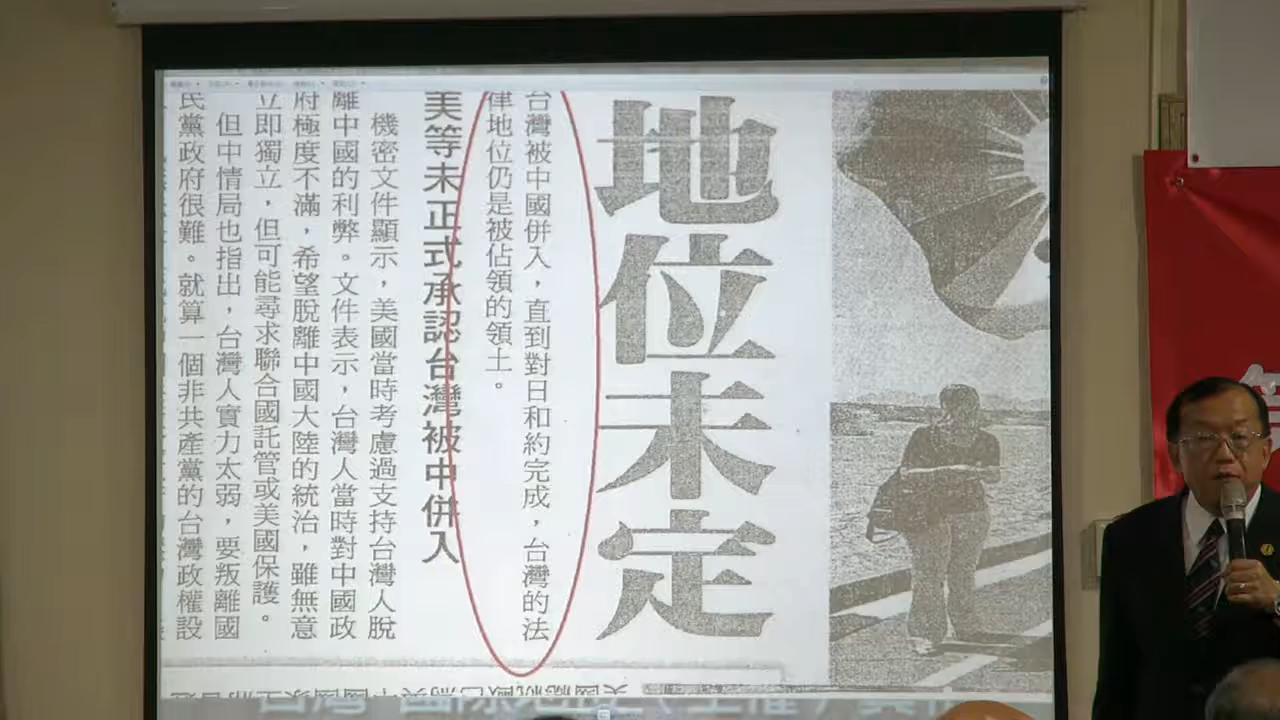 地位未定
台灣被中國併入，直到對日和約完成，台灣的法
律地位仍是被佔領的領土。
美等未正式承認台灣被中併入
機密文件顯示，美國當時考慮過支持台灣人脫
離中國的利弊。文件表示，台灣人當時對中國政
府極度不滿，希望脫離中國大陸的統治，雖無意
立即獨立，但可能尋求聯合國託管或美國保護。
但中情局也指出，台灣人實力太弱，要叛離國
民黨政府很難。就算一個非共產黨的台灣政權設